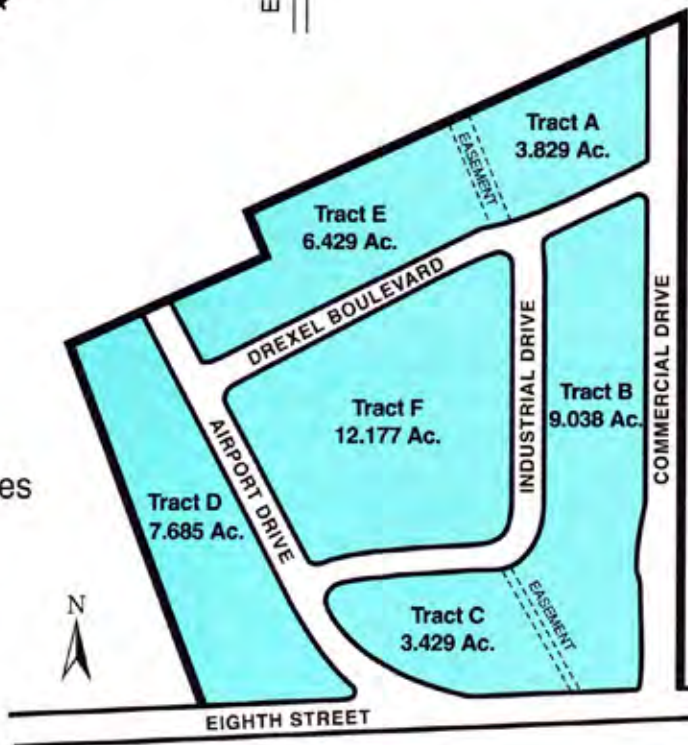 E
Tract A
3.829 Ac.
EASEMENT
Tract E
6.429 Ac.
DREXEL BOULEVARD
INDUSTRIAL DRIVE
COMMERCIAL DRIVE
Tract B
9.038 Ac.
Tract F
12.177 Ac.
AIRPORT DRIVE
es
Tract D
7.685 Ac.
EASEMENT
N
Tract C
3.429 Ac.
EIGHTH STREET